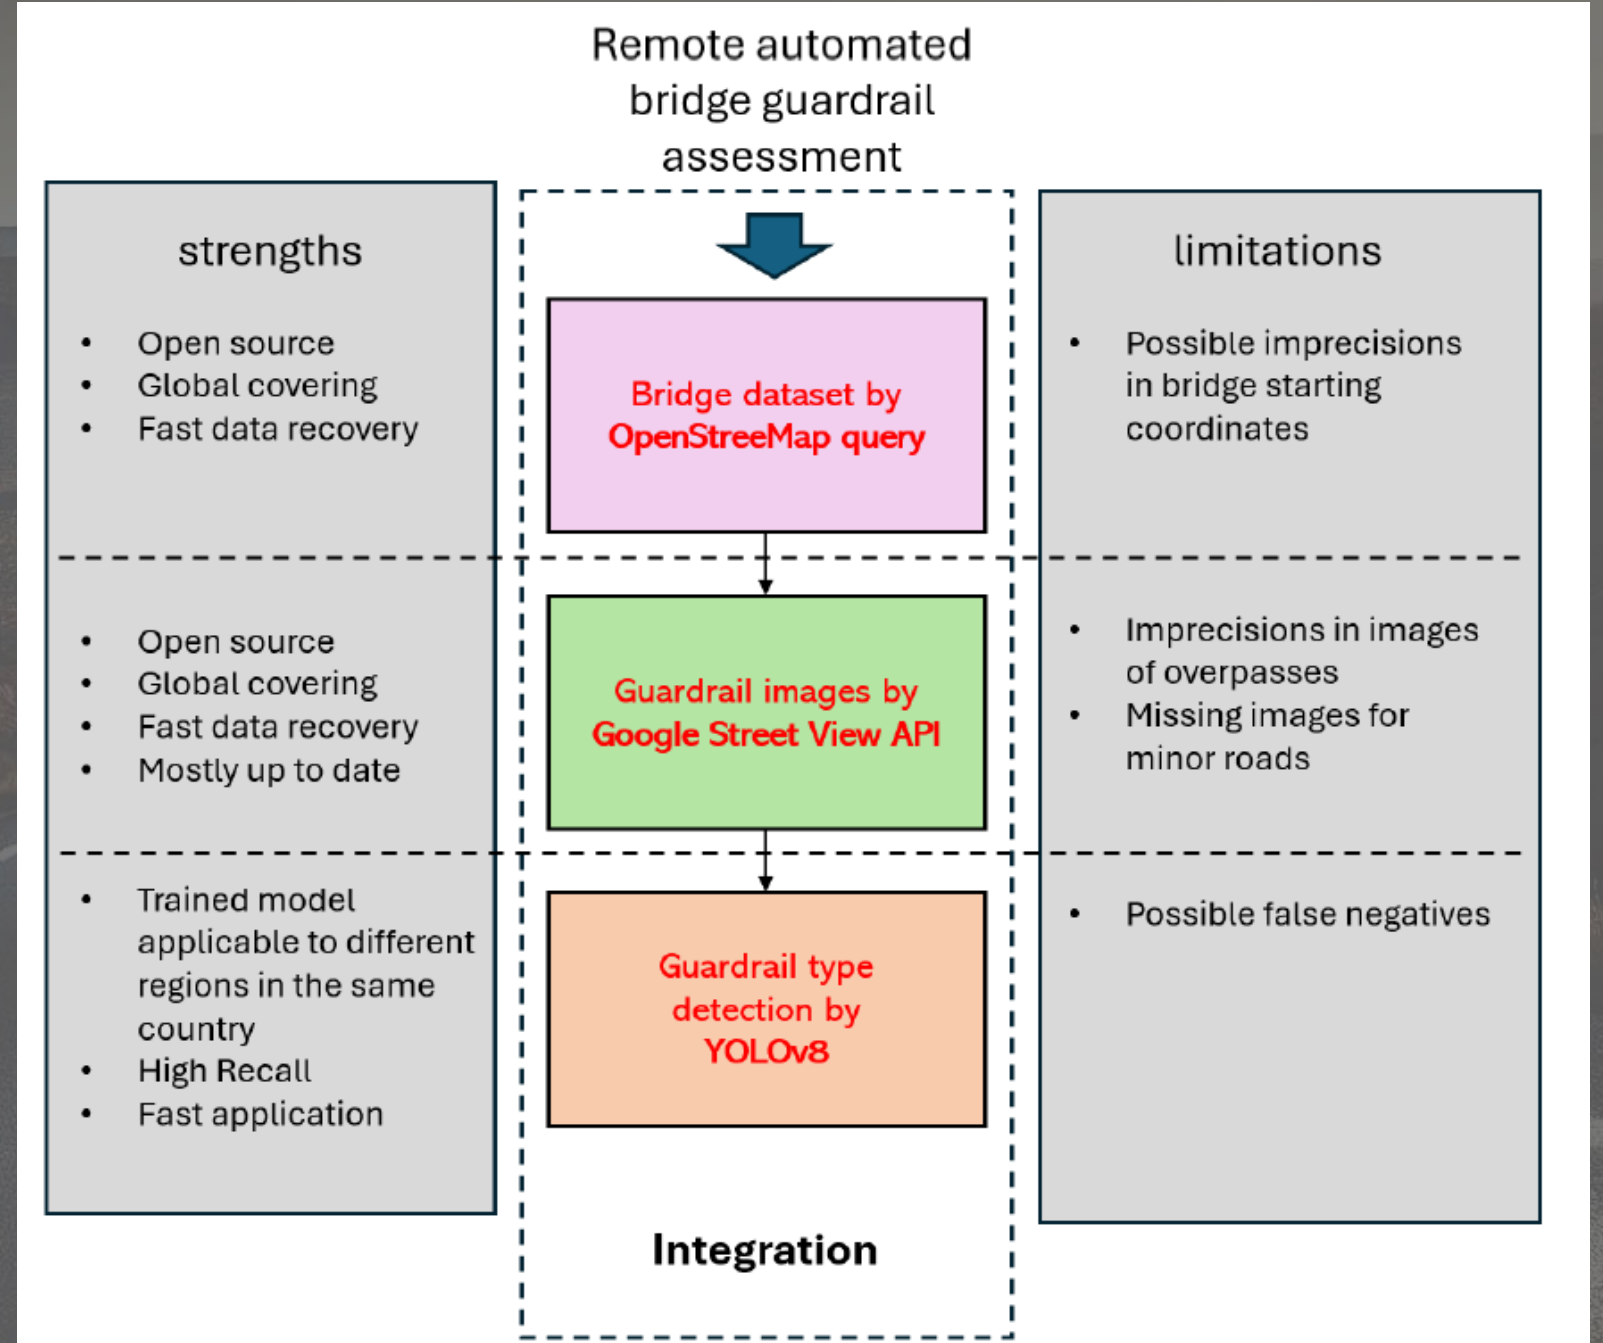 Remote automated
bridge guardrail
assessment
strengths
• Open source
• Global covering
• Fast data recovery
• Open source
• Global covering
• Fast data recovery
• Mostly up to date
• Trained model
applicable to different
regions in the same
country
• High Recall
• Fast application
Bridge dataset by
OpenStreeMap query
Guardrail images by
Google Street View API
Guardrail type
detection by
YOLOv8
Integration
limitations
• Possible imprecisions
in bridge starting
coordinates
• Imprecisions in images
of overpasses
• Missing images for
minor roads
• Possible false negatives